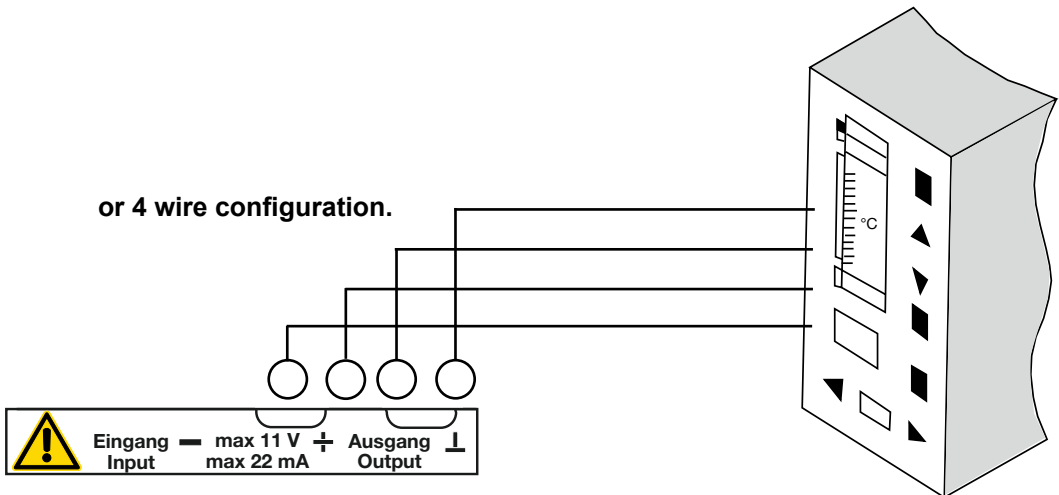 or 4 wire configuration.
°C
Eingang − max 11 V + Ausgang ⊥
Input max 22 mA Output